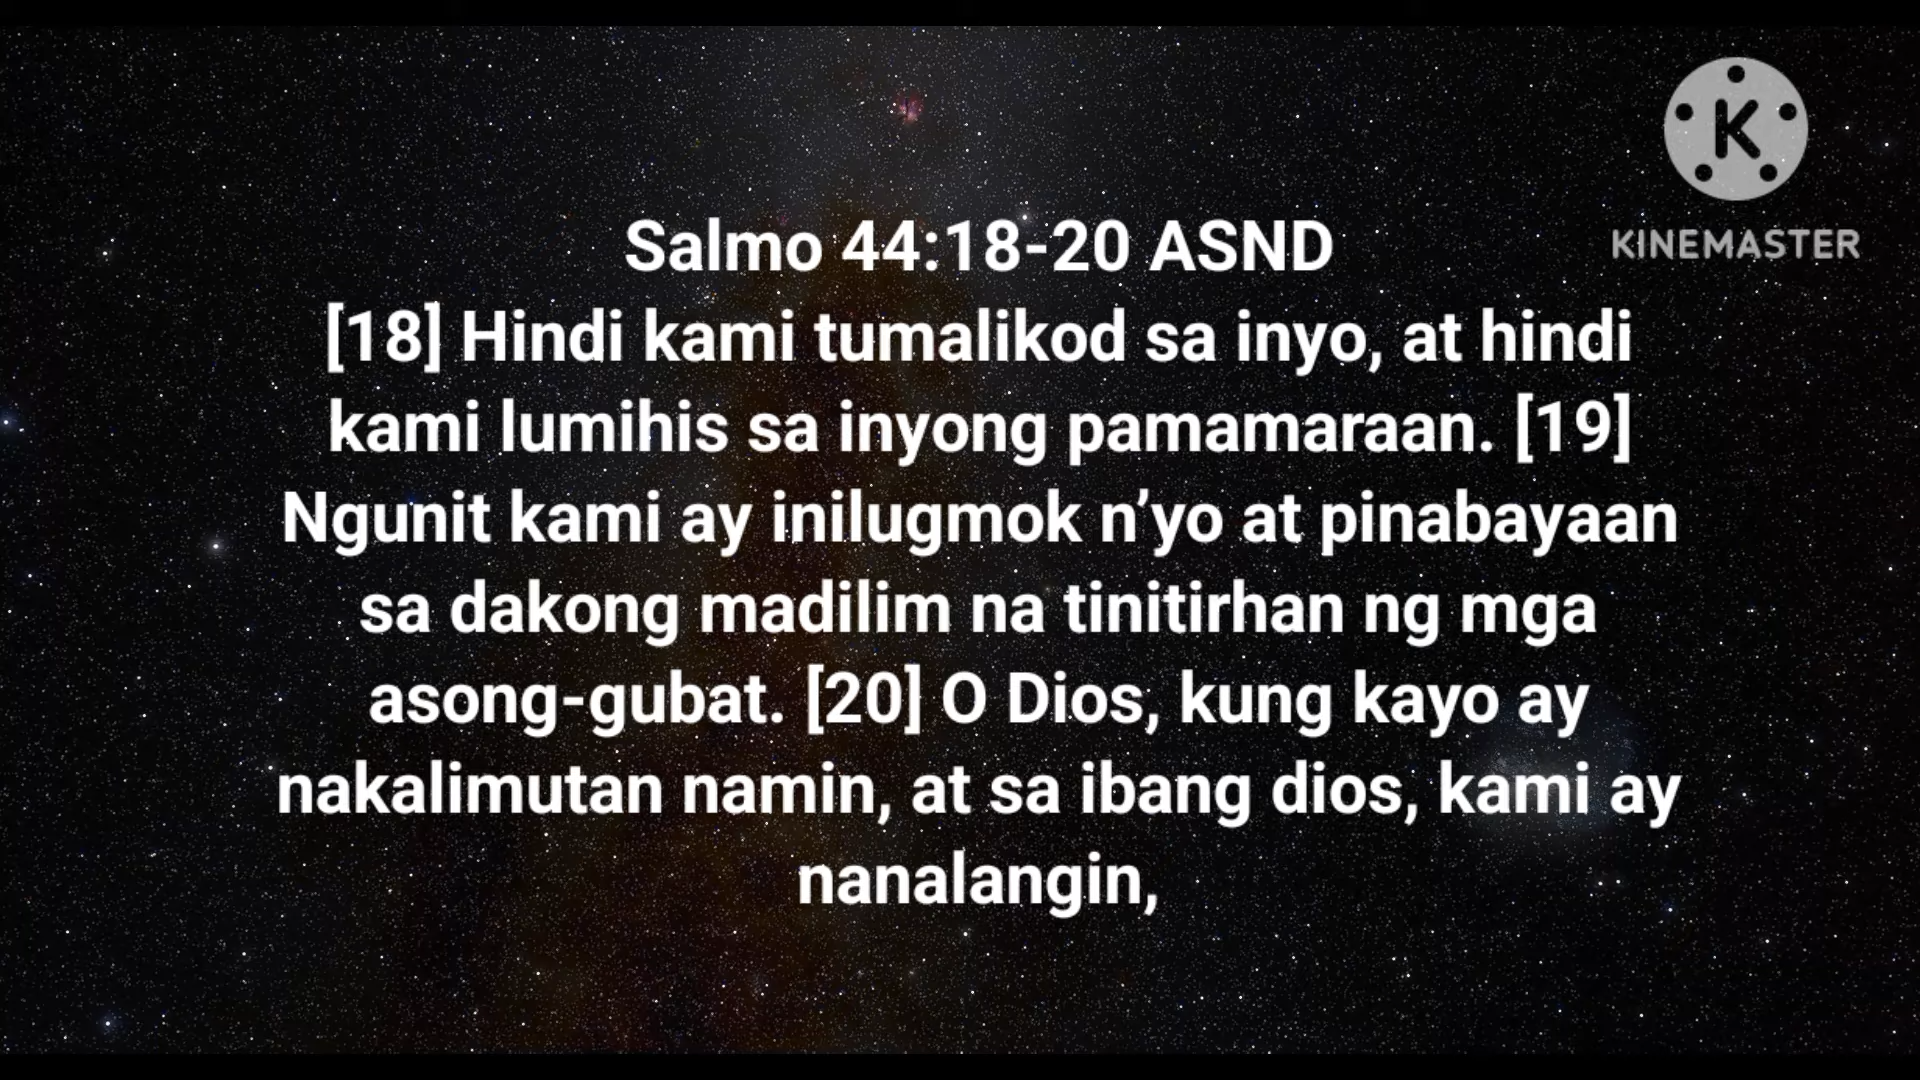 KINEMASTER
Salmo 44:18-20 ASND
[18] Hindi kami tumalikod sa inyo, at hindi
kami lumihis sa inyong pamamaraan. [19]
Ngunit kami ay inilugmok n’yo at pinabayaan
sa dakong madilim na tinitirhan ng mga
asong-gubat. [20] O Dios, kung kayo ay
nakalimutan namin, at sa ibang dios, kami ay
nanalangin,